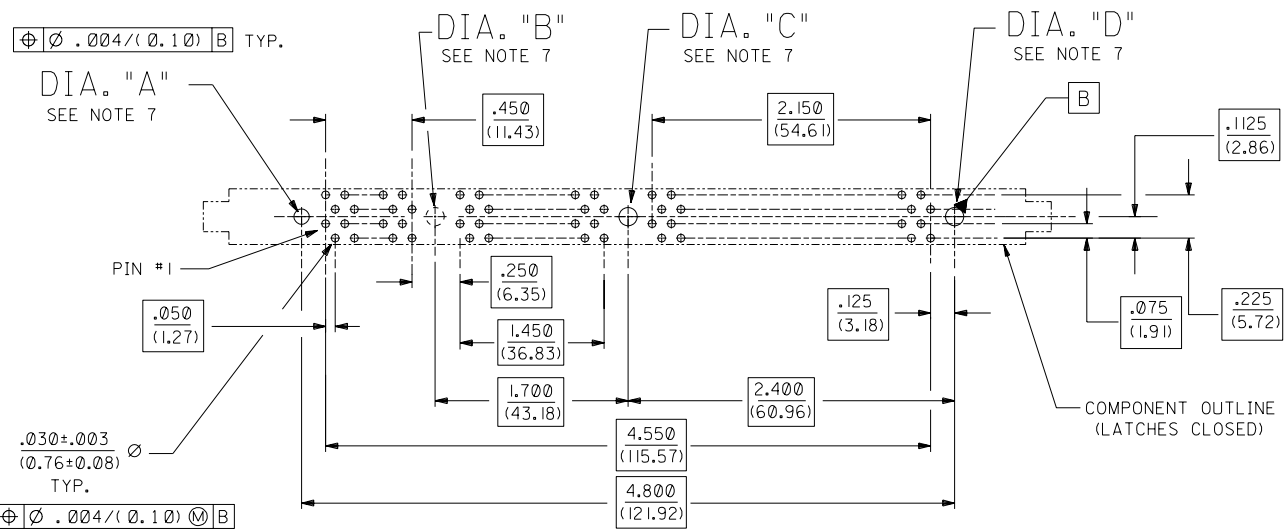 ⌖ Ø .004/(0.10) B TYP.
DIA. "A"
SEE NOTE 7
DIA. "B"
SEE NOTE 7
DIA. "C"
SEE NOTE 7
DIA. "D"
SEE NOTE 7
B
.450
(11.43)
2.150
(54.61)
.1125
(2.86)
PIN #1
.050
(1.27)
.250
(6.35)
1.450
(36.83)
.125
(3.18)
.075
(1.91)
.225
(5.72)
1.700
(43.18)
2.400
(60.96)
COMPONENT OUTLINE
(LATCHES CLOSED)
4.550
(115.57)
4.800
(121.92)
.030±.003
(0.76±0.08) Ø
TYP.
⌖ Ø .004/(0.10) Ⓜ B